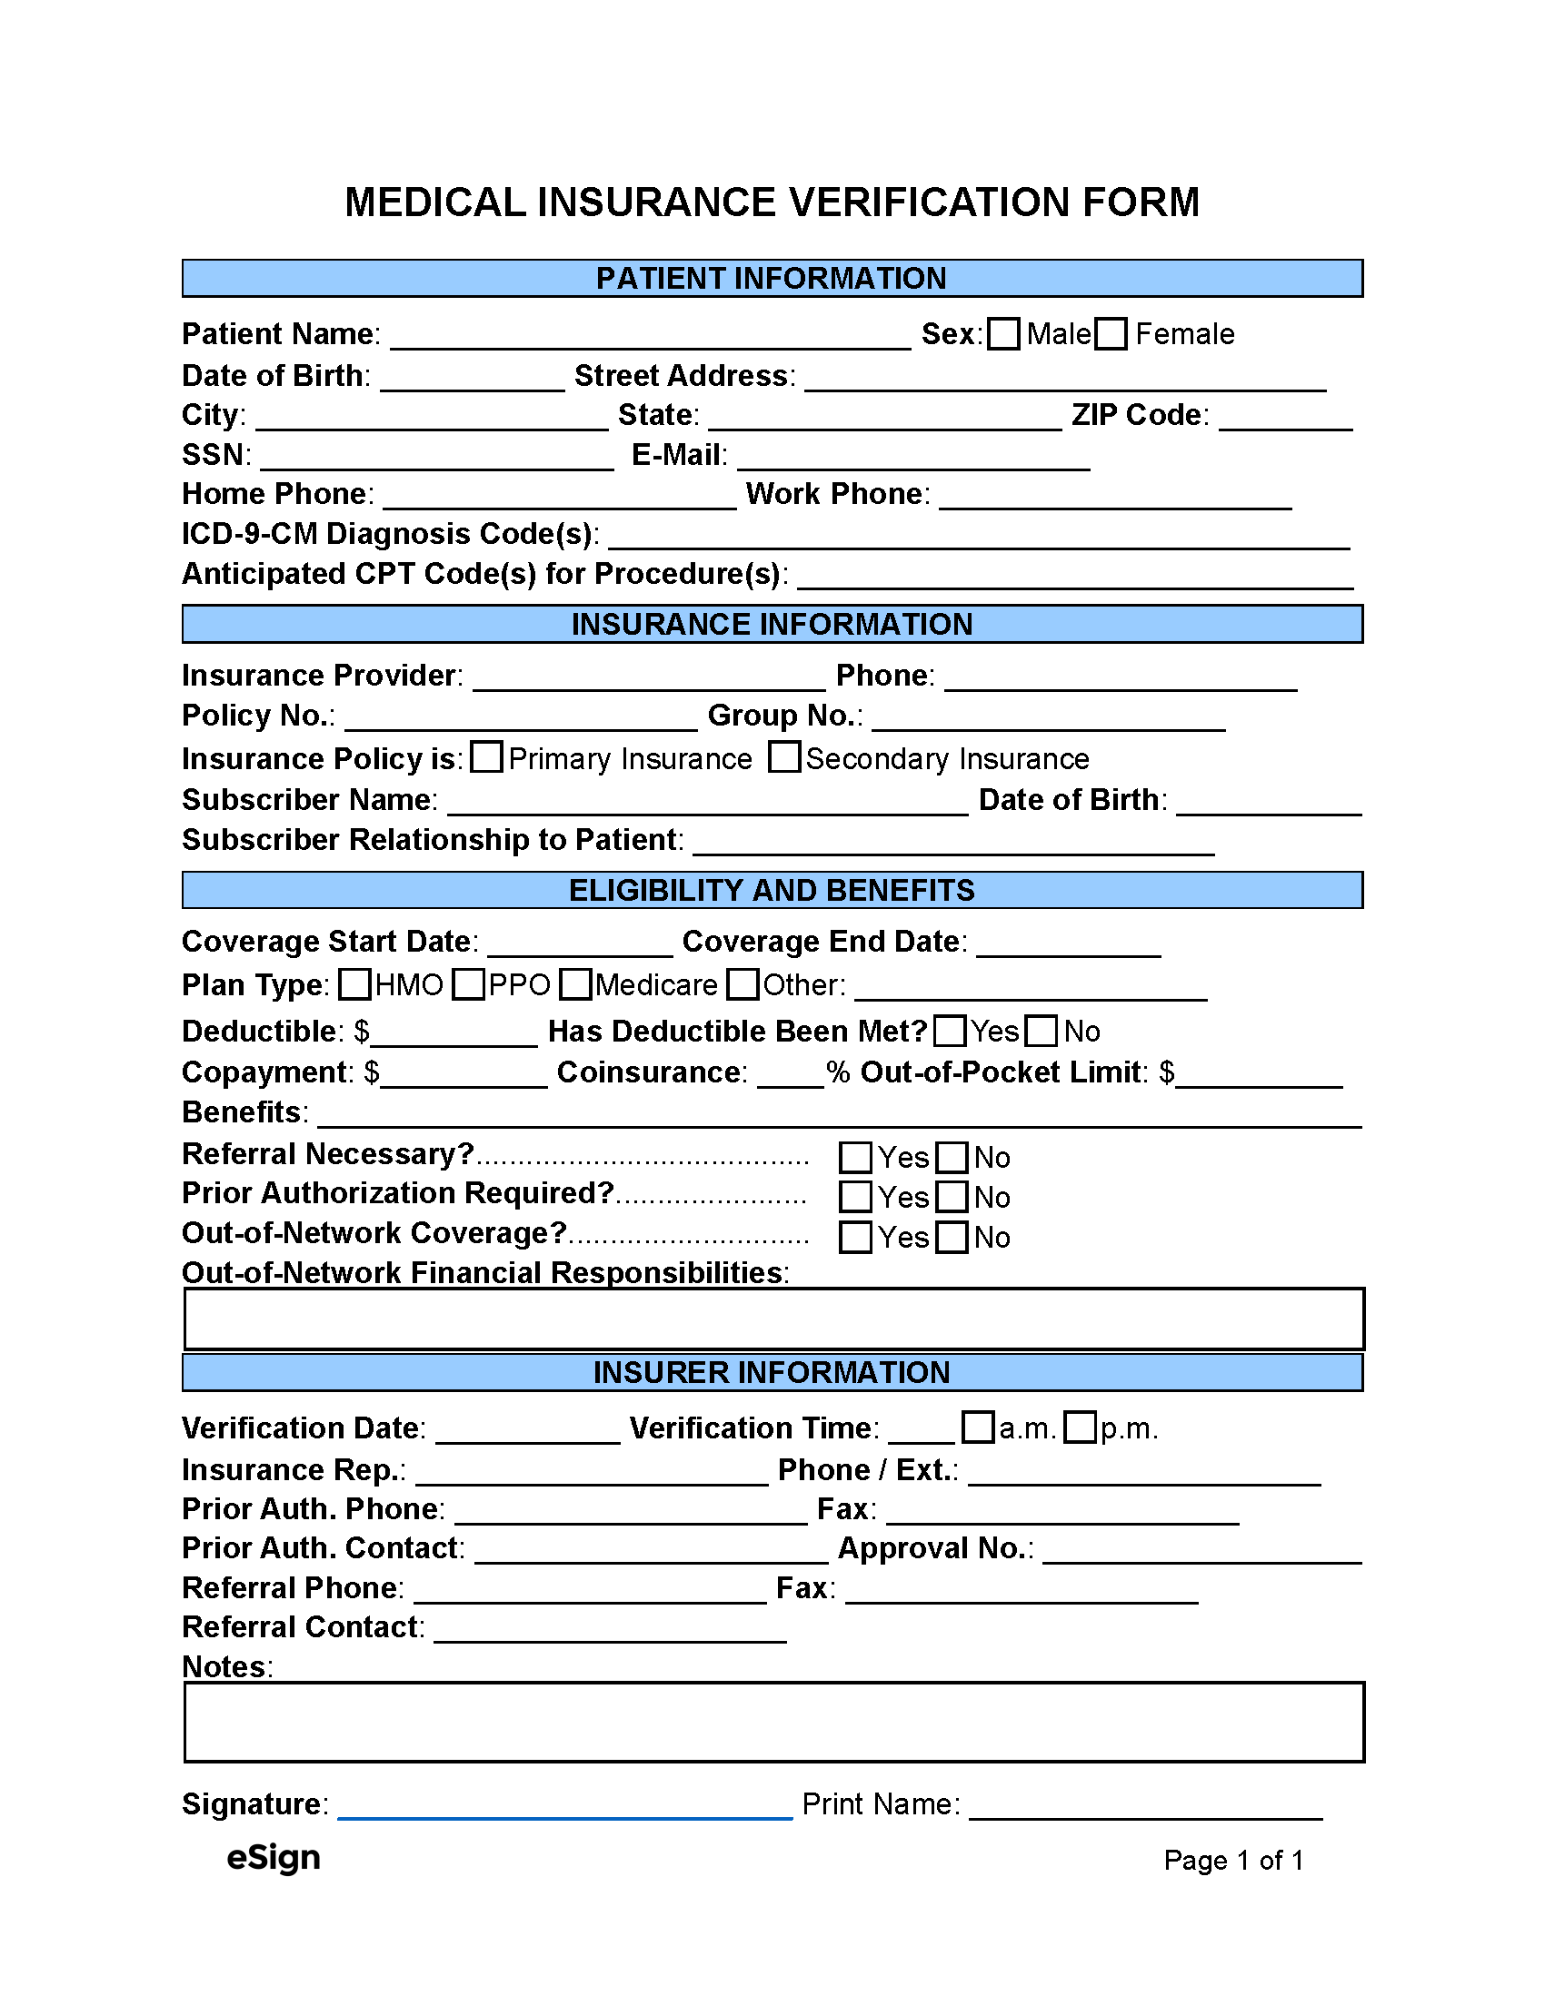 MEDICAL INSURANCE VERIFICATION FORM
PATIENT INFORMATION
Patient Name: ____________________ Sex: Male Female
Date of Birth: ___________ Street Address: ____________________
City: ____________________ State: ____________________ ZIP Code: ________
SSN: ____________________ E-Mail: ____________________
Home Phone: ____________________ Work Phone: ____________________
ICD-9-CM Diagnosis Code(s): ____________________
Anticipated CPT Code(s) for Procedure(s): ____________________
INSURANCE INFORMATION
Insurance Provider: ____________________ Phone: ____________________
Policy No.: ____________________ Group No.: ____________________
Insurance Policy is: Primary Insurance Secondary Insurance
Subscriber Name: ____________________ Date of Birth: ___________
Subscriber Relationship to Patient: ____________________
ELIGIBILITY AND BENEFITS
Coverage Start Date: ___________ Coverage End Date: ___________
Plan Type: HMO PPO Medicare Other: ____________________
Deductible: $__________ Has Deductible Been Met? Yes No
Copayment: $__________ Coinsurance: ____% Out-of-Pocket Limit: $__________
Benefits: ____________________
Referral Necessary?........................................ Yes No
Prior Authorization Required?....................... Yes No
Out-of-Network Coverage?............................. Yes No
Out-of-Network Financial Responsibilities:
INSURER INFORMATION
Verification Date: ___________ Verification Time: ____ a.m. p.m.
Insurance Rep.: ____________________ Phone / Ext.: ____________________
Prior Auth. Phone: ____________________ Fax: ____________________
Prior Auth. Contact: ____________________ Approval No.: ____________________
Referral Phone: ____________________ Fax: ____________________
Referral Contact: ____________________
Notes:
Signature: ____________________ Print Name: ____________________
eSign Page 1 of 1